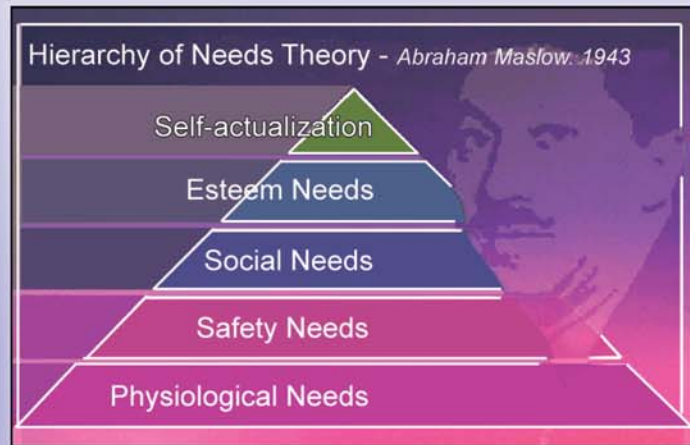 Hierarchy of Needs Theory - Abraham Maslow. 1943
Self-actualization
Esteem Needs
Social Needs
Safety Needs
Physiological Needs